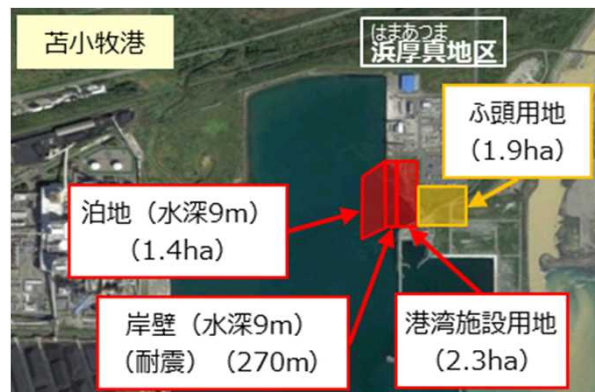 苫小牧港
はまあつま
浜厚真地区
ふ頭用地
（1.9ha）
泊地（水深9m）
（1.4ha）
岸壁（水深9m）
（耐震）（270m）
港湾施設用地
（2.3ha）